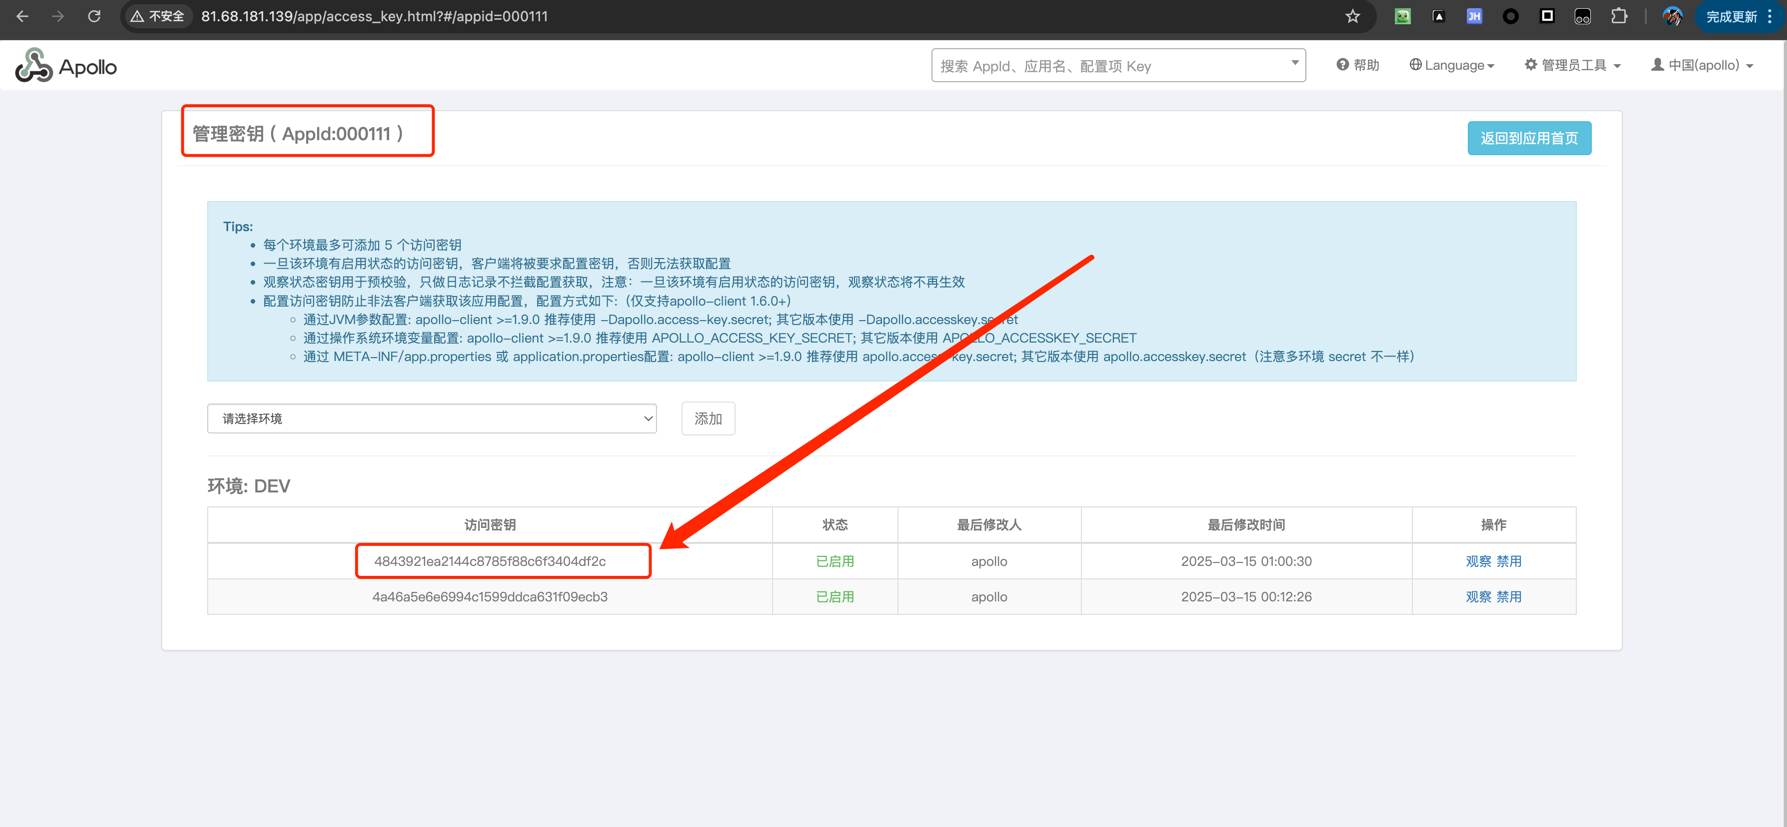 不安全 81.68.181.139/app/access_key.html?#/appid=000111 JH 完成更新
Apollo 搜索 AppId、应用名、配置项 Key 帮助 Language 管理员工具 中国(apollo)
管理密钥 ( AppId:000111 ) 返回到应用首页
Tips:
每个环境最多可添加 5 个访问密钥
一旦该环境有启用状态的访问密钥，客户端将被要求配置密钥，否则无法获取配置
观察状态密钥用于预校验，只做日志记录不拦截配置获取，注意：一旦该环境有启用状态的访问密钥，观察状态将不再生效
配置访问密钥防止非法客户端获取该应用配置，配置方式如下:（仅支持apollo-client 1.6.0+）
通过JVM参数配置: apollo-client >=1.9.0 推荐使用 -Dapollo.access-key.secret; 其它版本使用 -Dapollo.accesskey.secret
通过操作系统环境变量配置: apollo-client >=1.9.0 推荐使用 APOLLO_ACCESS_KEY_SECRET; 其它版本使用 APOLLO_ACCESSKEY_SECRET
通过 META-INF/app.properties 或 application.properties配置: apollo-client >=1.9.0 推荐使用 apollo.access-key.secret; 其它版本使用 apollo.accesskey.secret（注意多环境 secret 不一样）
请选择环境 添加
环境: DEV
访问密钥 状态 最后修改人 最后修改时间 操作
4843921ea2144c8785f88c6f3404df2c 已启用 apollo 2025-03-15 01:00:30 观察 禁用
4a46a5e6e6994c1599ddca631f09ecb3 已启用 apollo 2025-03-15 00:12:26 观察 禁用